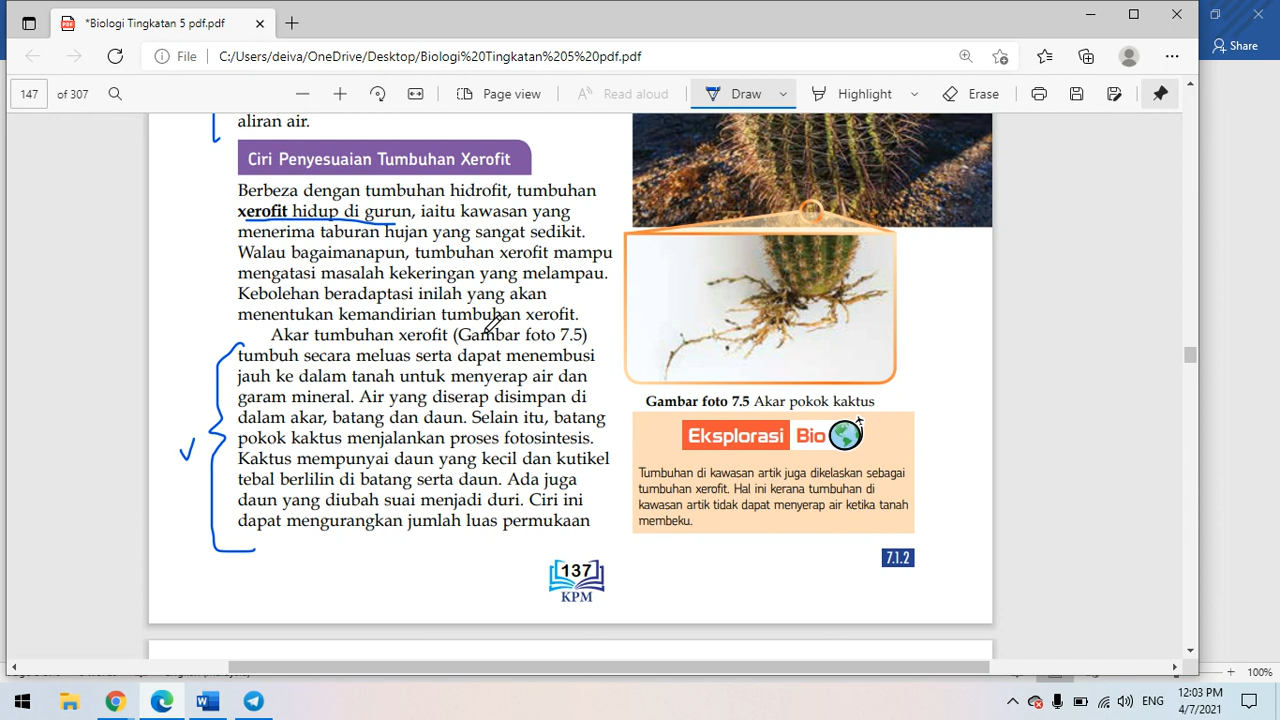 *Biologi Tingkatan 5 pdf.pdf
Share
File C:/Users/deiva/OneDrive/Desktop/Biologi%20Tingkatan%205%20pdf.pdf
147 of 307 Page view Read aloud Draw Highlight Erase
aliran air.
Ciri Penyesuaian Tumbuhan Xerofit
Berbeza dengan tumbuhan hidrofit, tumbuhan
xerofit hidup di gurun, iaitu kawasan yang
menerima taburan hujan yang sangat sedikit.
Walau bagaimanapun, tumbuhan xerofit mampu
mengatasi masalah kekeringan yang melampau.
Kebolehan beradaptasi inilah yang akan
menentukan kemandirian tumbuhan xerofit.
Akar tumbuhan xerofit (Gambar foto 7.5)
tumbuh secara meluas serta dapat menembusi
jauh ke dalam tanah untuk menyerap air dan
garam mineral. Air yang diserap disimpan di
dalam akar, batang dan daun. Selain itu, batang
pokok kaktus menjalankan proses fotosintesis.
Kaktus mempunyai daun yang kecil dan kutikel
tebal berlilin di batang serta daun. Ada juga
daun yang diubah suai menjadi duri. Ciri ini
dapat mengurangkan jumlah luas permukaan
Gambar foto 7.5 Akar pokok kaktus
Eksplorasi Bio
Tumbuhan di kawasan artik juga dikelaskan sebagai
tumbuhan xerofit. Hal ini kerana tumbuhan di
kawasan artik tidak dapat menyerap air ketika tanah
membeku.
7.1.2
137
KPM
100%
ENG
12:03 PM
4/7/2021